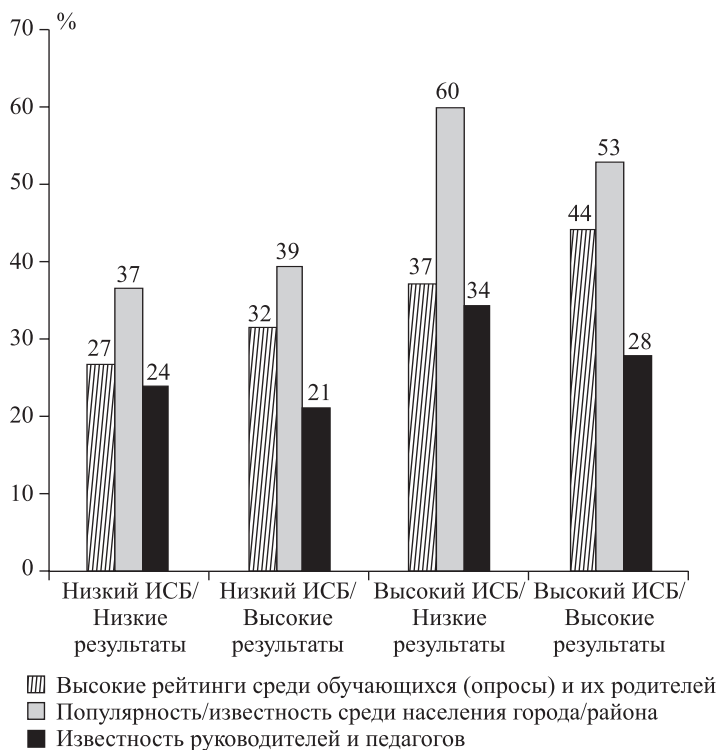 %
70
60
50
40
30
20
10
0
27
37
24
32
39
21
37
60
34
44
53
28
Низкий ИСБ/
Низкие
результаты
Низкий ИСБ/
Высокие
результаты
Высокий ИСБ/
Низкие
результаты
Высокий ИСБ/
Высокие
результаты
Высокие рейтинги среди обучающихся (опросы) и их родителей
Популярность/известность среди населения города/района
Известность руководителей и педагогов